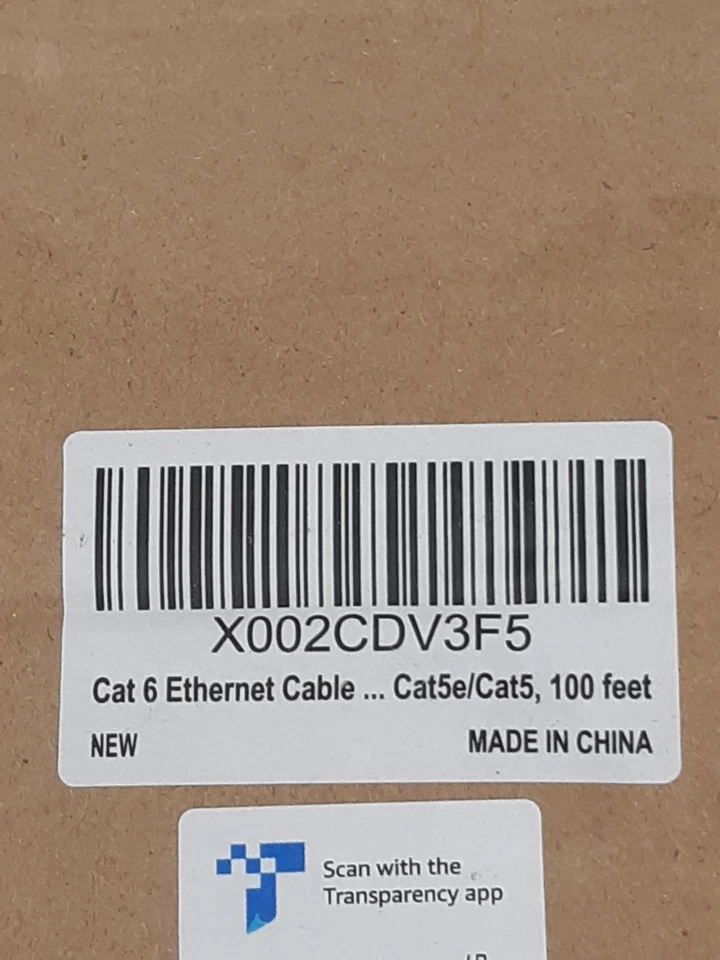 X002CDV3F5
Cat 6 Ethernet Cable ... Cat5e/Cat5, 100 feet
NEW
MADE IN CHINA
Scan with the
Transparency app